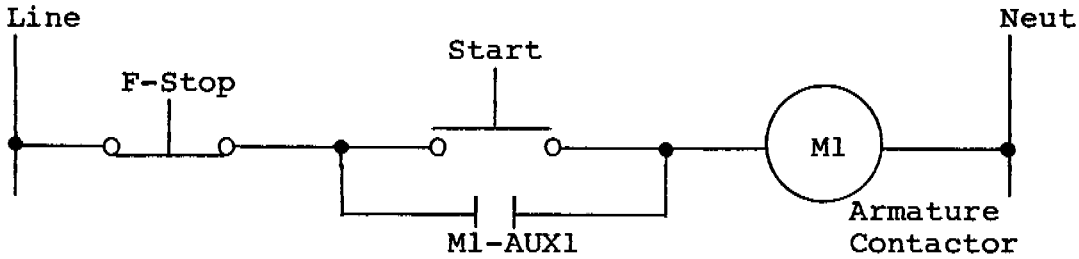 Line
Neut
Start
F-Stop
M1
M1-AUX1
Armature
Contactor